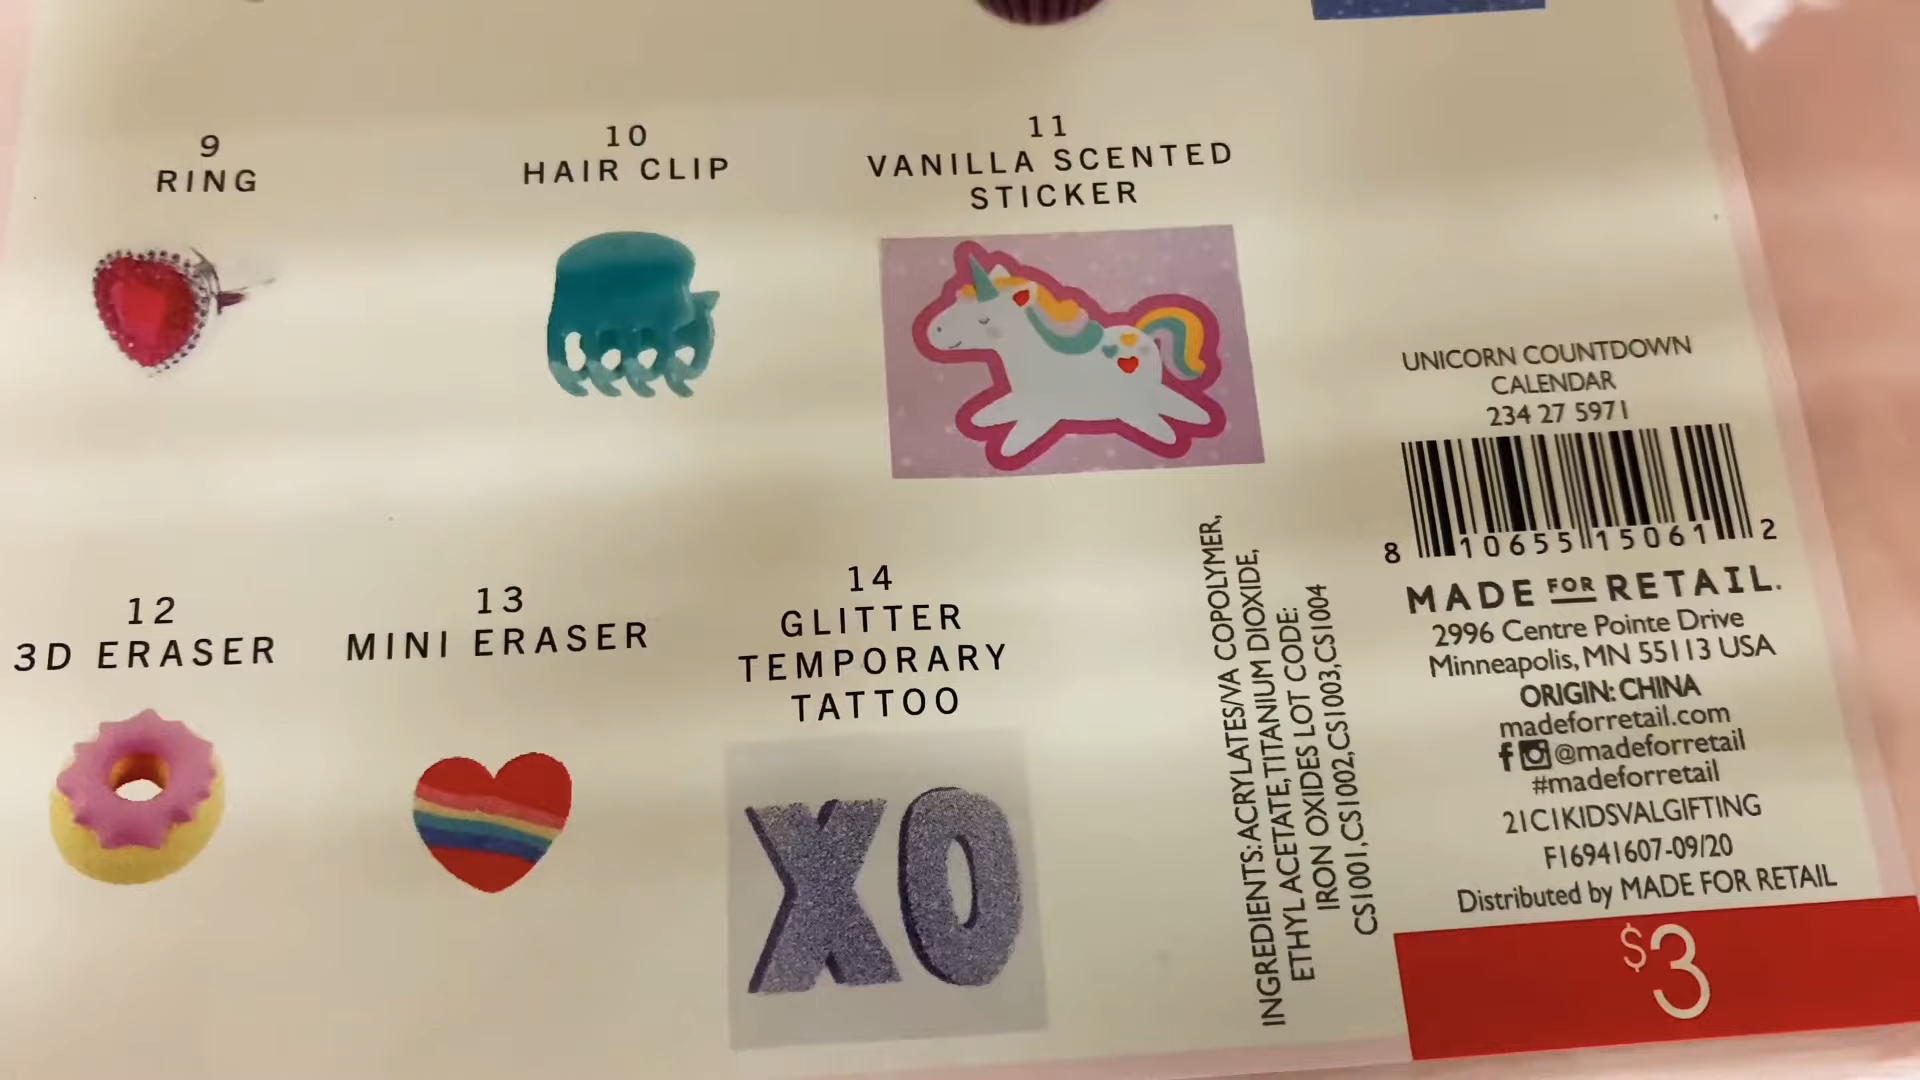 9
RING
10
HAIR CLIP
11
VANILLA SCENTED
STICKER
12
3D ERASER
13
MINI ERASER
14
GLITTER
TEMPORARY
TATTOO
XO
INGREDIENTS: ACRYLATES/VA COPOLYMER,
ETHYL ACETATE, TITANIUM DIOXIDE,
IRON OXIDES LOT CODE:
CS1001,CS1002,CS1003,CS1004
UNICORN COUNTDOWN
CALENDAR
234 27 5971
8 10655 15061 2
MADE FOR RETAIL.
2996 Centre Pointe Drive
Minneapolis, MN 55113 USA
ORIGIN: CHINA
madeforretail.com
@madeforretail
#madeforretail
21C1KIDSVALGIFTING
F16941607-09/20
Distributed by MADE FOR RETAIL
$3